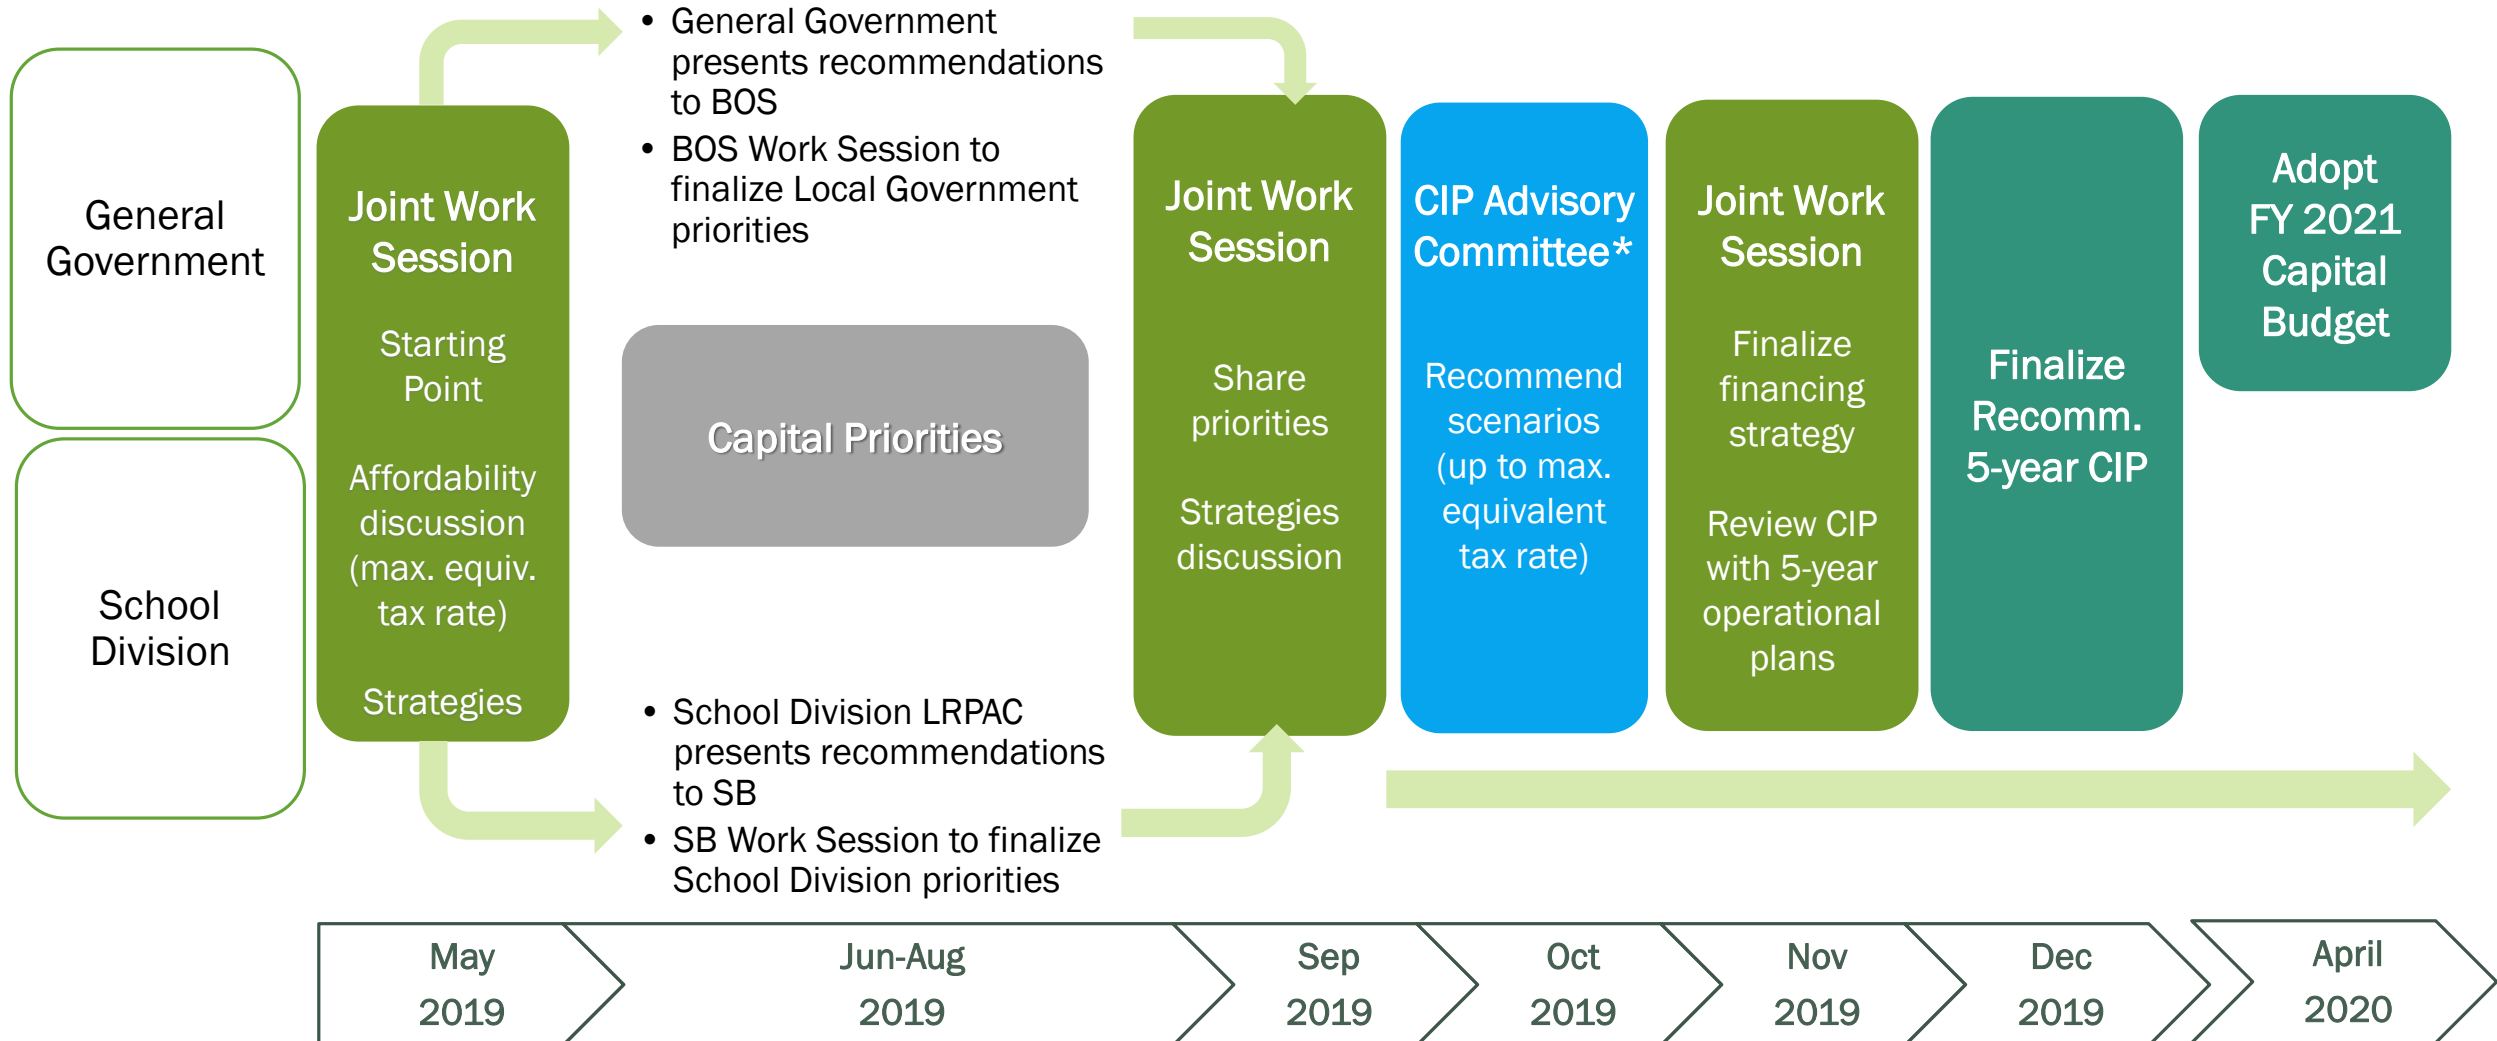 General
Government
School
Division
Joint Work
Session
Starting
Point
Affordability
discussion
(max. equiv.
tax rate)
Strategies
• General Government
presents recommendations
to BOS
• BOS Work Session to
finalize Local Government
priorities
Capital Priorities
• School Division LRPAC
presents recommendations
to SB
• SB Work Session to finalize
School Division priorities
Joint Work
Session
Share
priorities
Strategies
discussion
CIP Advisory
Committee*
Recommend
scenarios
(up to max.
equivalent
tax rate)
Joint Work
Session
Finalize
financing
strategy
Review CIP
with 5-year
operational
plans
Finalize
Recomm.
5-year CIP
Adopt
FY 2021
Capital
Budget
May
2019
Jun-Aug
2019
Sep
2019
Oct
2019
Nov
2019
Dec
2019
April
2020